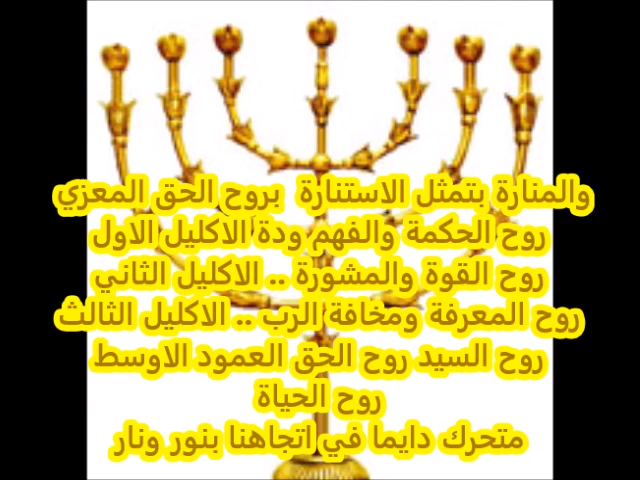 والمنارة بتمثل الاستنارة بروح الحق المعزي
روح الحكمة والفهم ودة الاكليل الاول
روح القوة والمشورة .. الاكليل الثاني
روح المعرفة ومخافة الرب .. الاكليل الثالث
روح السيد روح الحق العمود الاوسط
روح الحياة
متحرك دايما في اتجاهنا بنور ونار